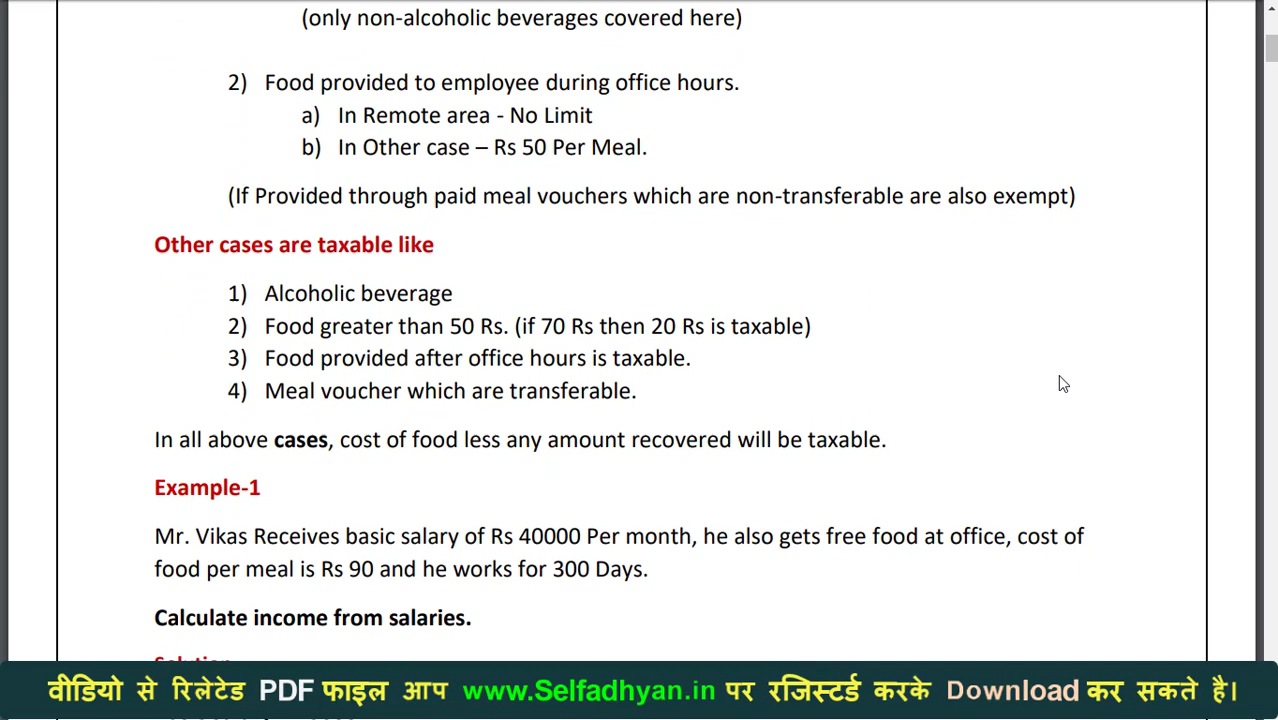 (only non-alcoholic beverages covered here)
2) Food provided to employee during office hours.
a) In Remote area - No Limit
b) In Other case – Rs 50 Per Meal.
(If Provided through paid meal vouchers which are non-transferable are also exempt)
Other cases are taxable like
1) Alcoholic beverage
2) Food greater than 50 Rs. (if 70 Rs then 20 Rs is taxable)
3) Food provided after office hours is taxable.
4) Meal voucher which are transferable.
In all above cases, cost of food less any amount recovered will be taxable.
Example-1
Mr. Vikas Receives basic salary of Rs 40000 Per month, he also gets free food at office, cost of
food per meal is Rs 90 and he works for 300 Days.
Calculate income from salaries.
वीडियो से रिलेटेड PDF फाइल आप www.Selfadhyan.in पर रजिस्टर्ड करके Download कर सकते है।